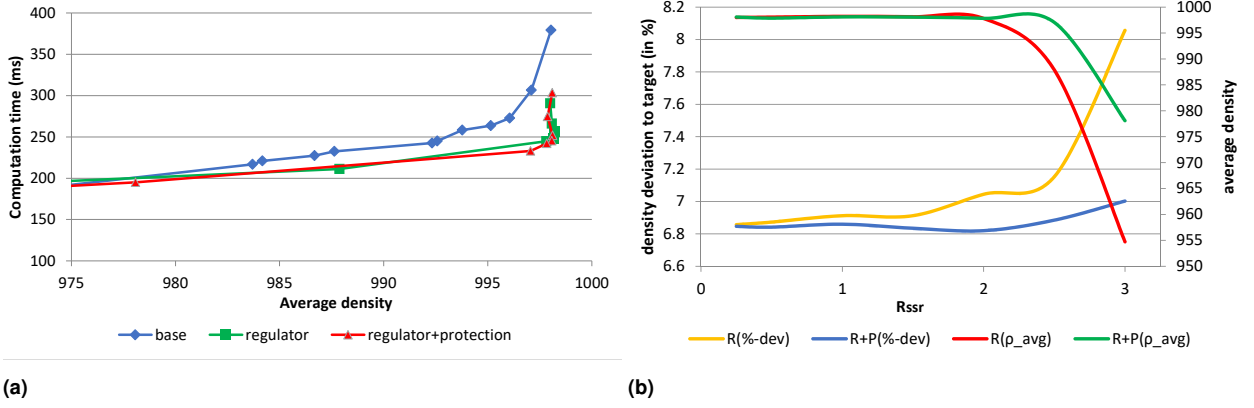 400
350
300
250
200
150
100
Computation time (ms)
975
980
985
990
995
1000
Average density
base
regulator
regulator+protection
(a)
8.2
8
7.8
7.6
7.4
7.2
7
6.8
6.6
density deviation to target (in %)
1000
995
990
985
980
975
970
965
960
955
950
average density
0
1
2
3
Rssr
R(%-dev)
R+P(%-dev)
R(ρ_avg)
R+P(ρ_avg)
(b)